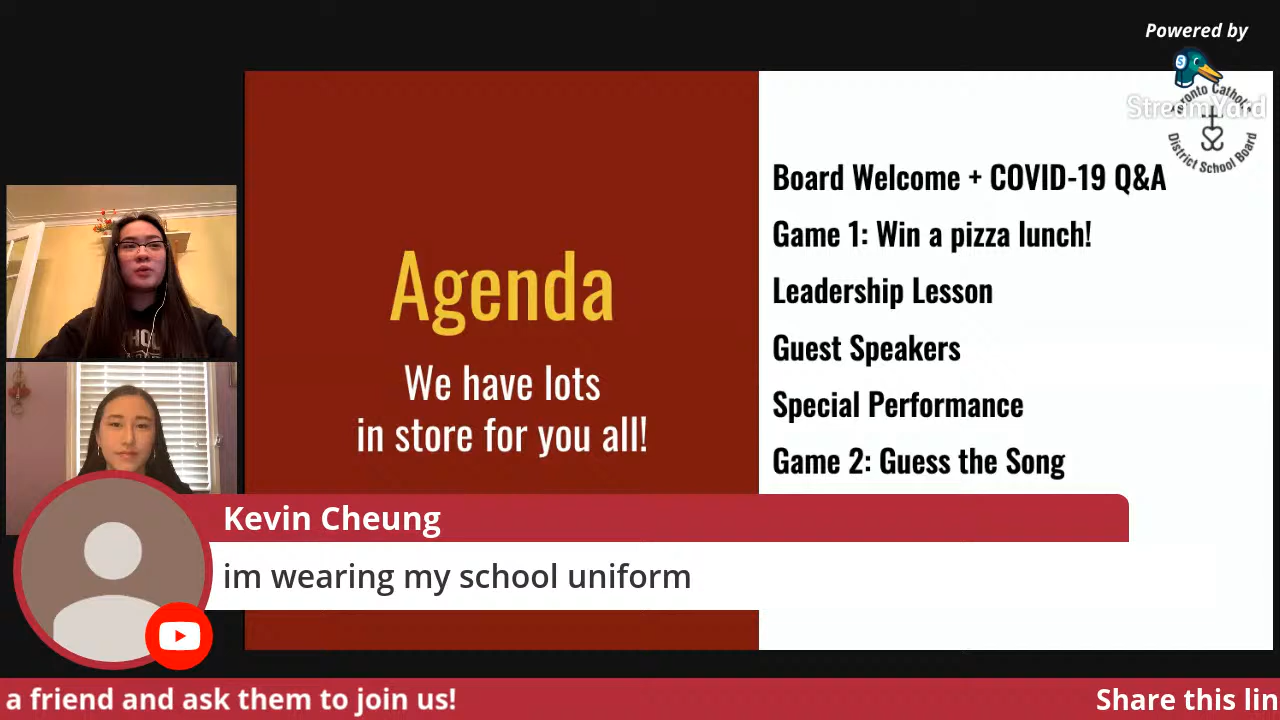 Powered by
StreamYard
Toronto Catholic
District School Board
Agenda
We have lots
in store for you all!
Board Welcome + COVID-19 Q&A
Game 1: Win a pizza lunch!
Leadership Lesson
Guest Speakers
Special Performance
Game 2: Guess the Song
Kevin Cheung
im wearing my school uniform
a friend and ask them to join us!
Share this lin